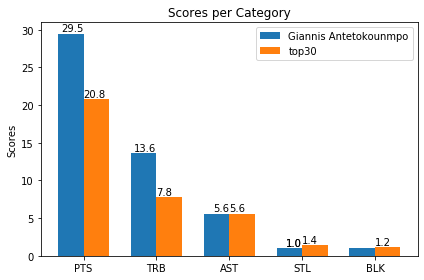 Scores per Category
Giannis Antetokounmpo
top30
Scores
30
25
20
15
10
5
0
29.5
20.8
13.6
7.8
5.6
5.6
1.0
1.4
1.2
PTS
TRB
AST
STL
BLK